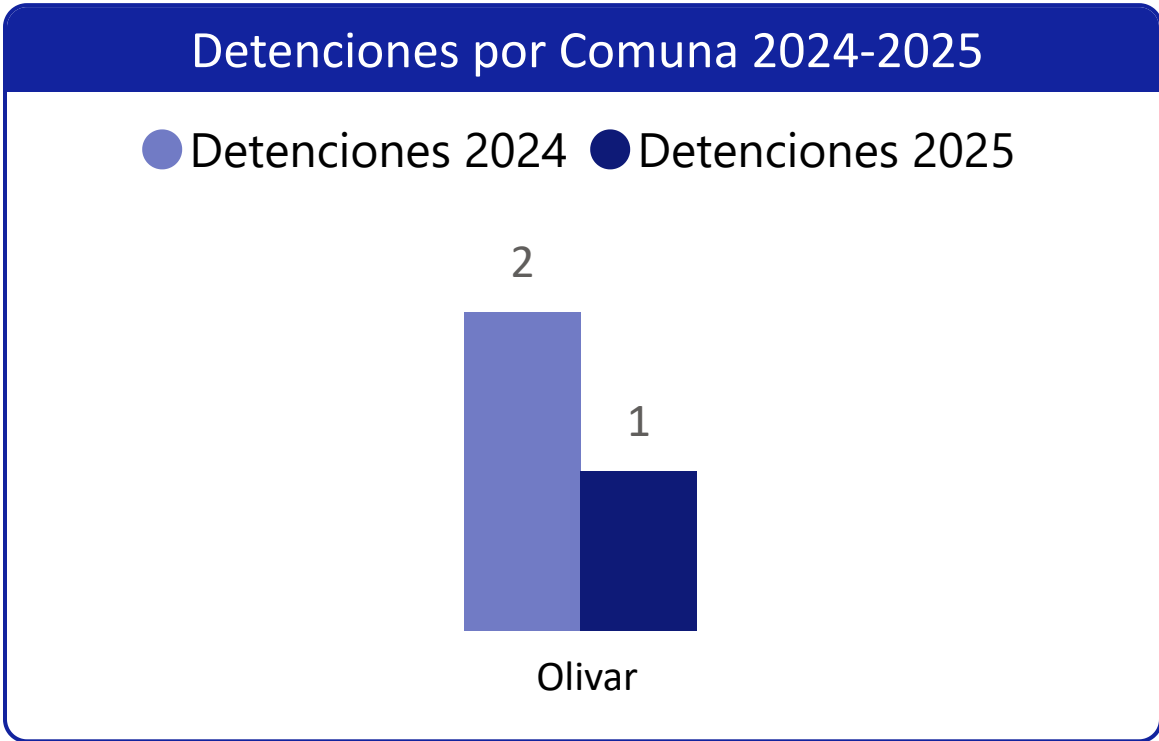 Detenciones por Comuna 2024-2025
Detenciones 2024 Detenciones 2025
2
1
Olivar